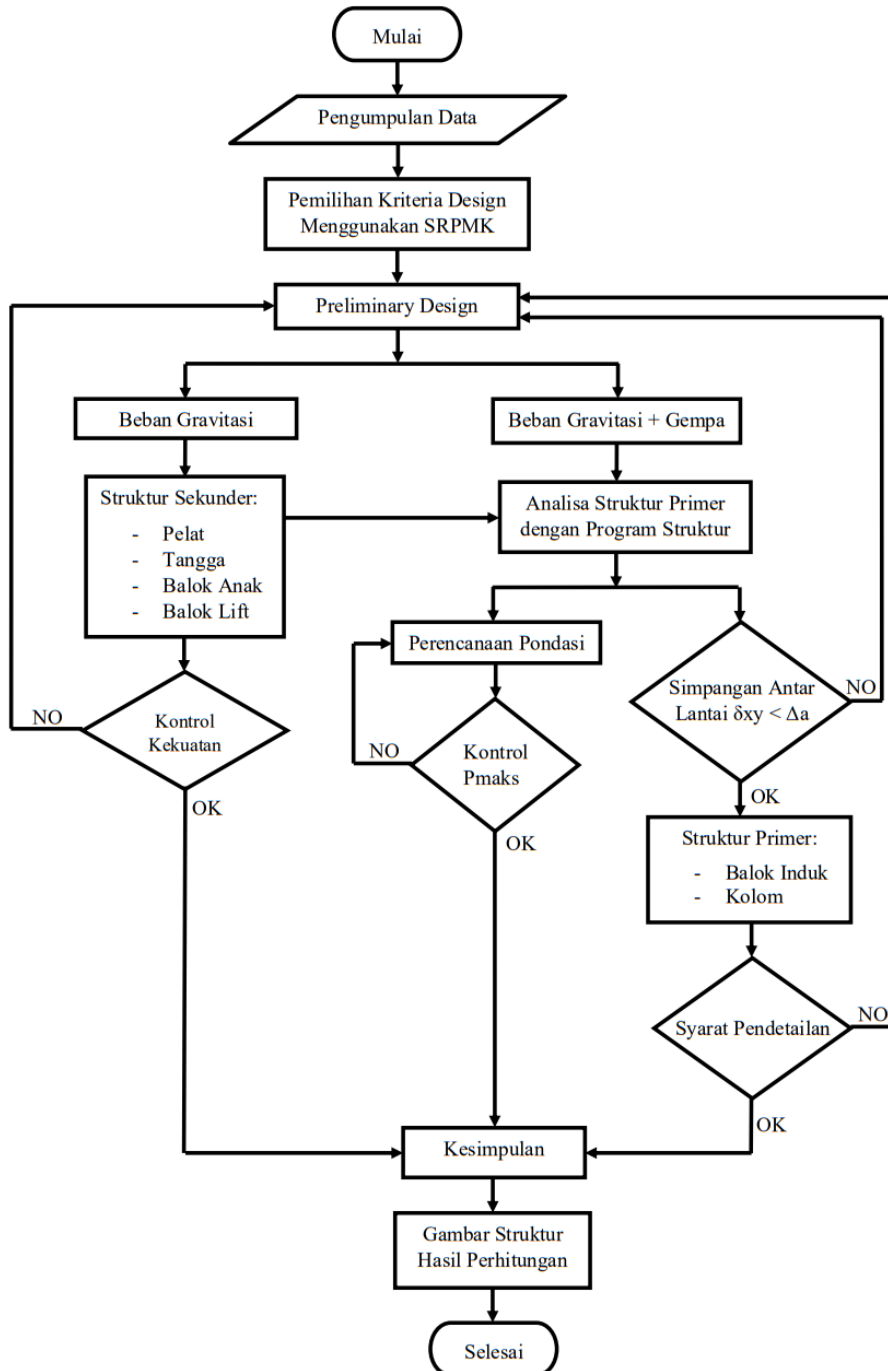 Mulai
Pengumpulan Data
Pemilihan Kriteria Design
Menggunakan SRPMK
Preliminary Design
Beban Gravitasi
Beban Gravitasi + Gempa
Struktur Sekunder:
- Pelat
- Tangga
- Balok Anak
- Balok Lift
Analisa Struktur Primer
dengan Program Struktur
Perencanaan Pondasi
Simpangan Antar
Lantai δxy < Δa
NO
NO
Kontrol
Kekuatan
NO
Kontrol
Pmaks
OK
OK
OK
Struktur Primer:
- Balok Induk
- Kolom
Syarat Pendetailan
NO
OK
Kesimpulan
Gambar Struktur
Hasil Perhitungan
Selesai